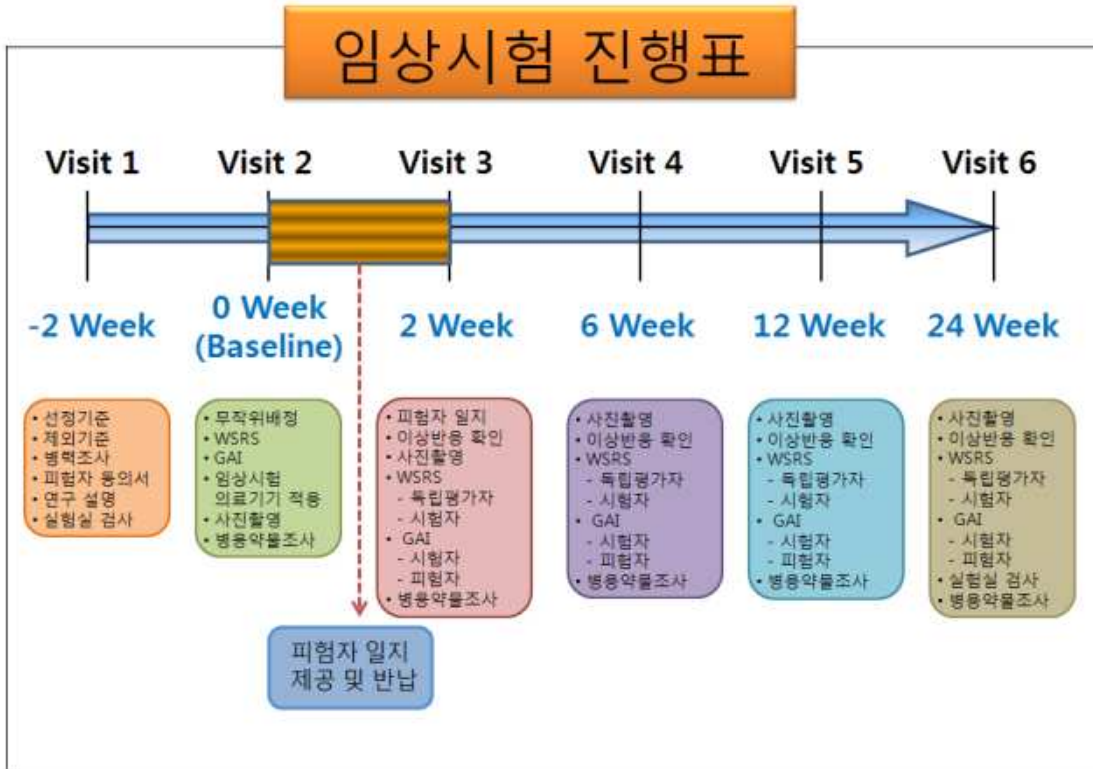 임상시험 진행표
Visit 1
Visit 2
Visit 3
Visit 4
Visit 5
Visit 6
-2 Week
0 Week
(Baseline)
2 Week
6 Week
12 Week
24 Week
• 선정기준
• 제외기준
• 병력조사
• 피험자 동의서
• 연구 설명
• 실험실 검사
• 무작위배정
• WSRS
• GAI
• 임상시험
의료기기 적용
• 사진촬영
• 병용약물조사
• 피험자 일지
• 이상반응 확인
• 사진촬영
• WSRS
- 독립평가자
- 시험자
• GAI
- 시험자
- 피험자
• 병용약물조사
• 사진촬영
• 이상반응 확인
• WSRS
- 독립평가자
- 시험자
• GAI
- 시험자
- 피험자
• 병용약물조사
• 사진촬영
• 이상반응 확인
• WSRS
- 독립평가자
- 시험자
• GAI
- 시험자
- 피험자
• 병용약물조사
• 사진촬영
• 이상반응 확인
• WSRS
- 독립평가자
- 시험자
• GAI
- 시험자
- 피험자
• 실험실 검사
• 병용약물조사
피험자 일지
제공 및 반납